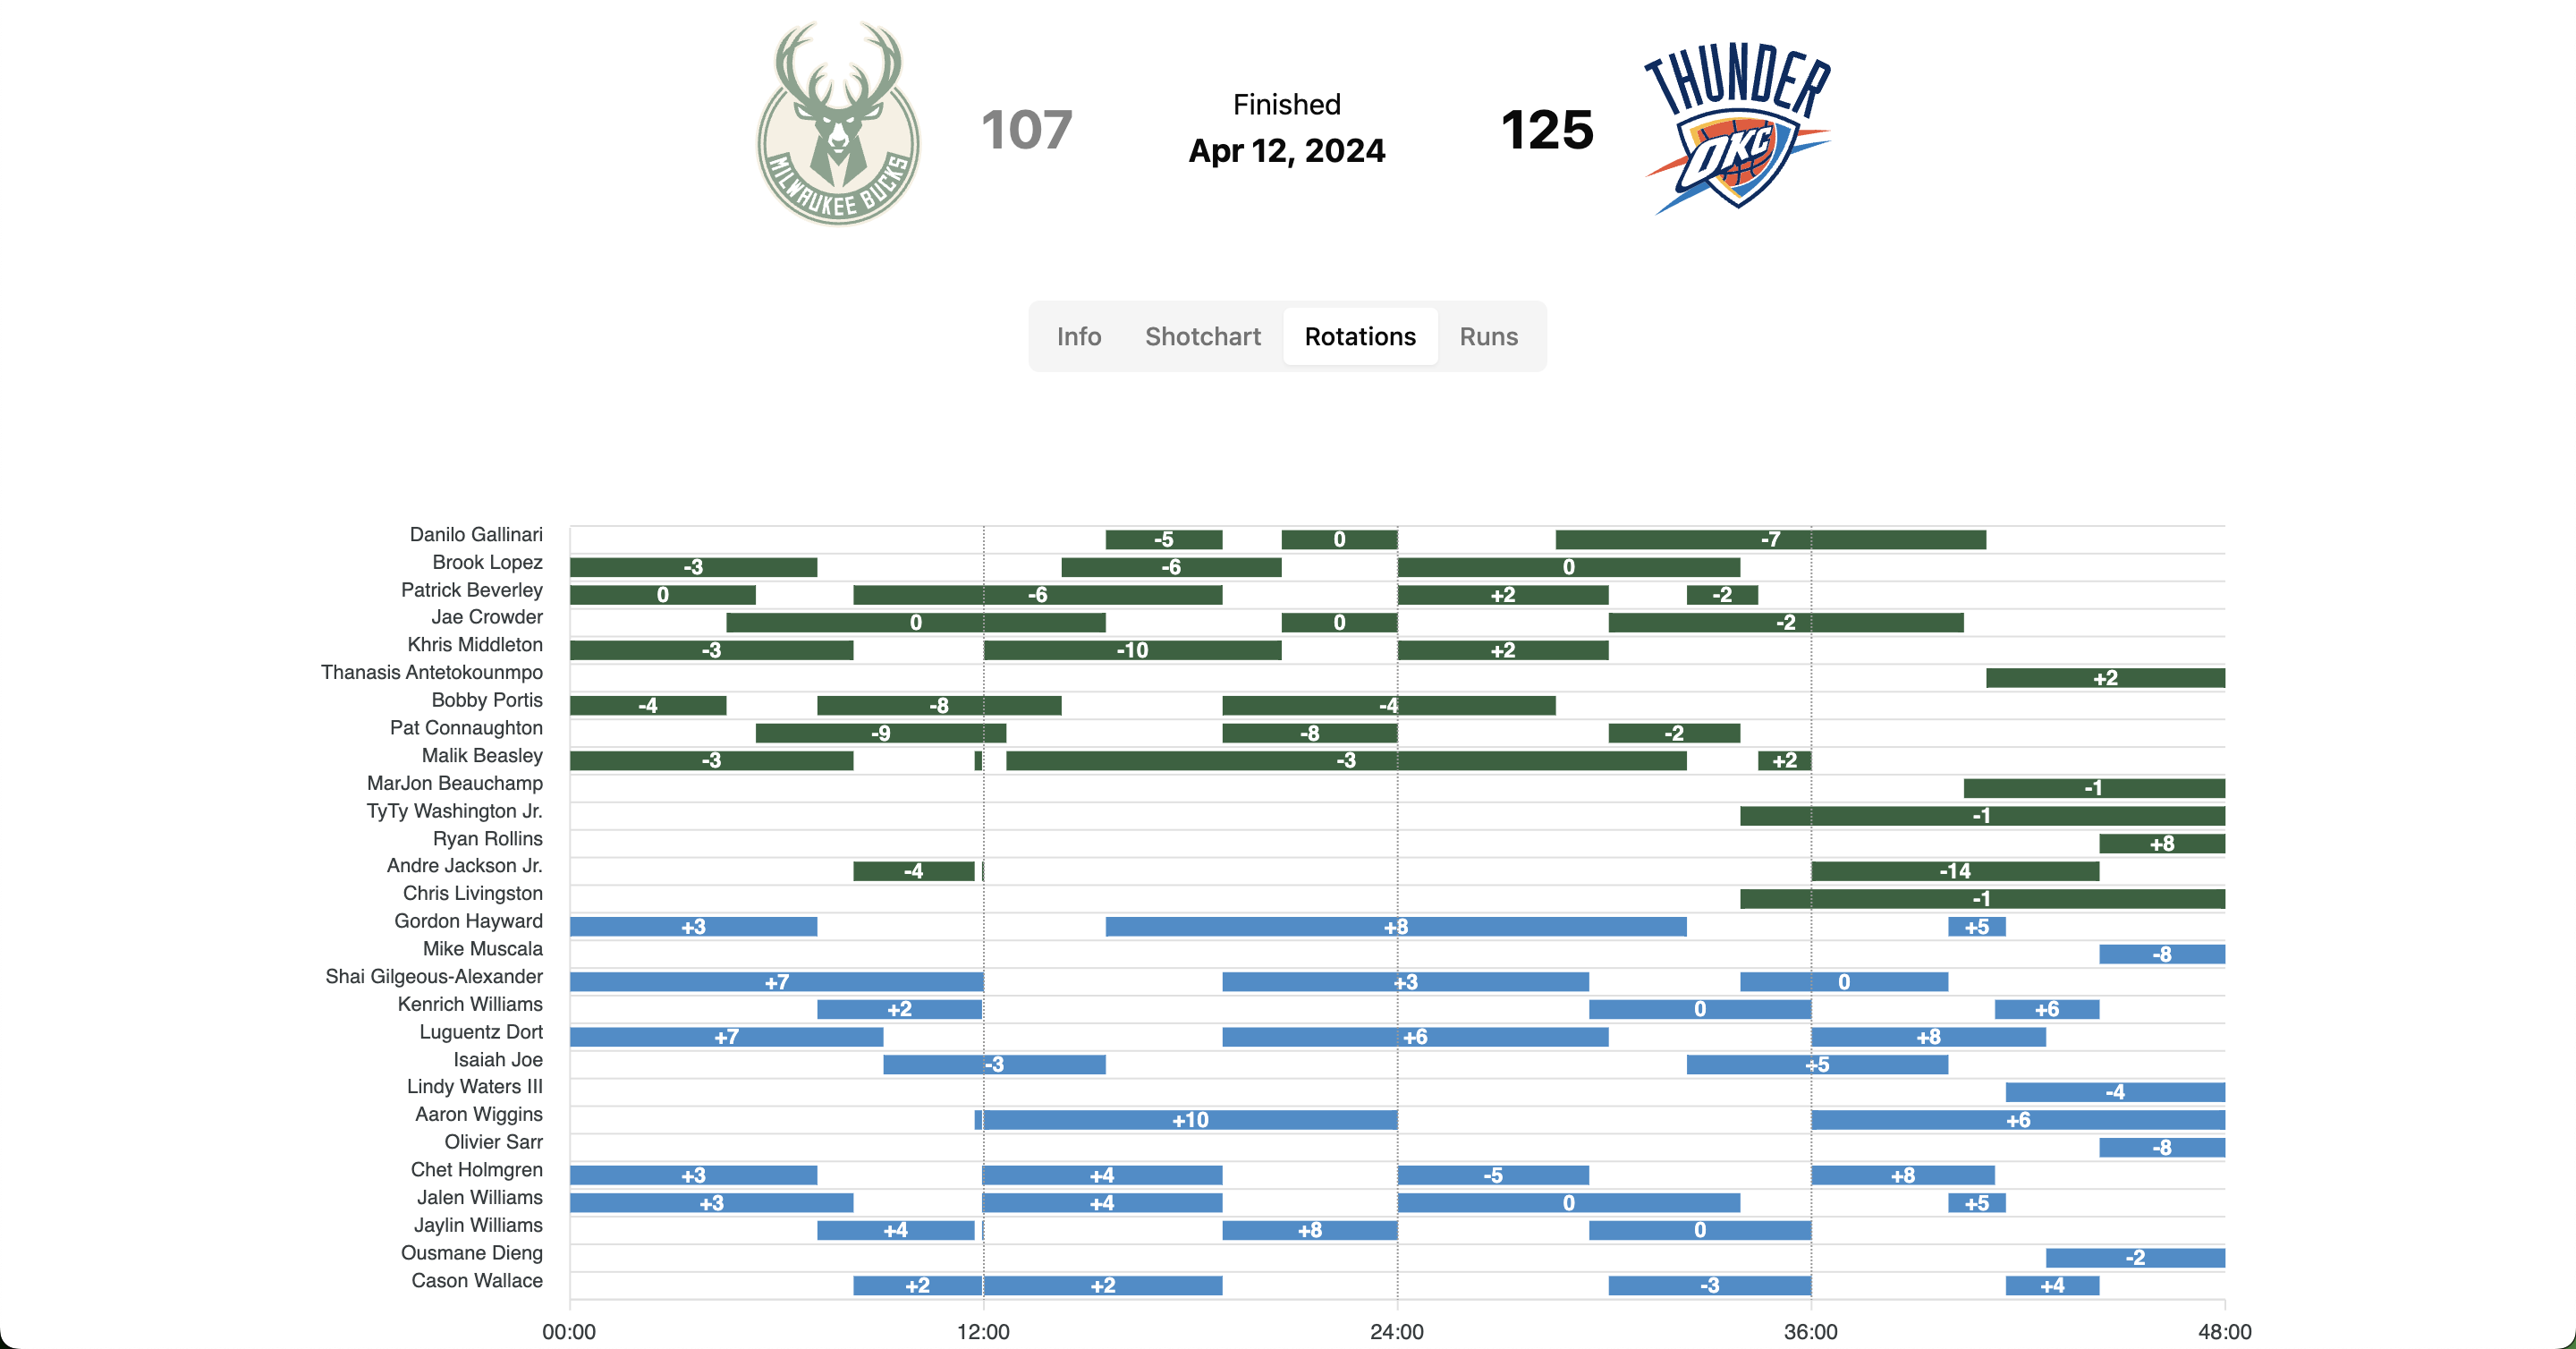 MILWAUKEE BUCKS
107
Finished
Apr 12, 2024
125
THUNDER
OKC
Info Shotchart Rotations Runs
Danilo Gallinari -5 0 -7
Brook Lopez -3 -6 0
Patrick Beverley 0 -6 +2 -2
Jae Crowder 0 0 -2
Khris Middleton -3 -10 +2
Thanasis Antetokounmpo +2
Bobby Portis -4 -8 -4
Pat Connaughton -9 -8 -2
Malik Beasley -3 -3 +2
MarJon Beauchamp -1
TyTy Washington Jr. -1
Ryan Rollins +8
Andre Jackson Jr. -4 -14
Chris Livingston -1
Gordon Hayward +3 +8 +5
Mike Muscala -8
Shai Gilgeous-Alexander +7 +3 0
Kenrich Williams +2 0 +6
Luguentz Dort +7 +6 +8
Isaiah Joe -3 +5
Lindy Waters III -4
Aaron Wiggins +10 +6
Olivier Sarr -8
Chet Holmgren +3 +4 -5 +8
Jalen Williams +3 +4 0 +5
Jaylin Williams +4 +8 0
Ousmane Dieng -2
Cason Wallace +2 +2 -3 +4
00:00 12:00 24:00 36:00 48:00